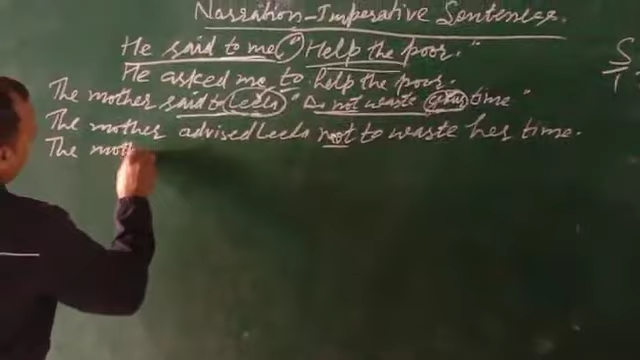 Narration-Imperative Sentences.
He said to me, "Help the poor."
He asked me to help the poor.
The mother said to Leela "Do not waste your time"
The mother advised Leela not to waste her time.
The moth
S
T